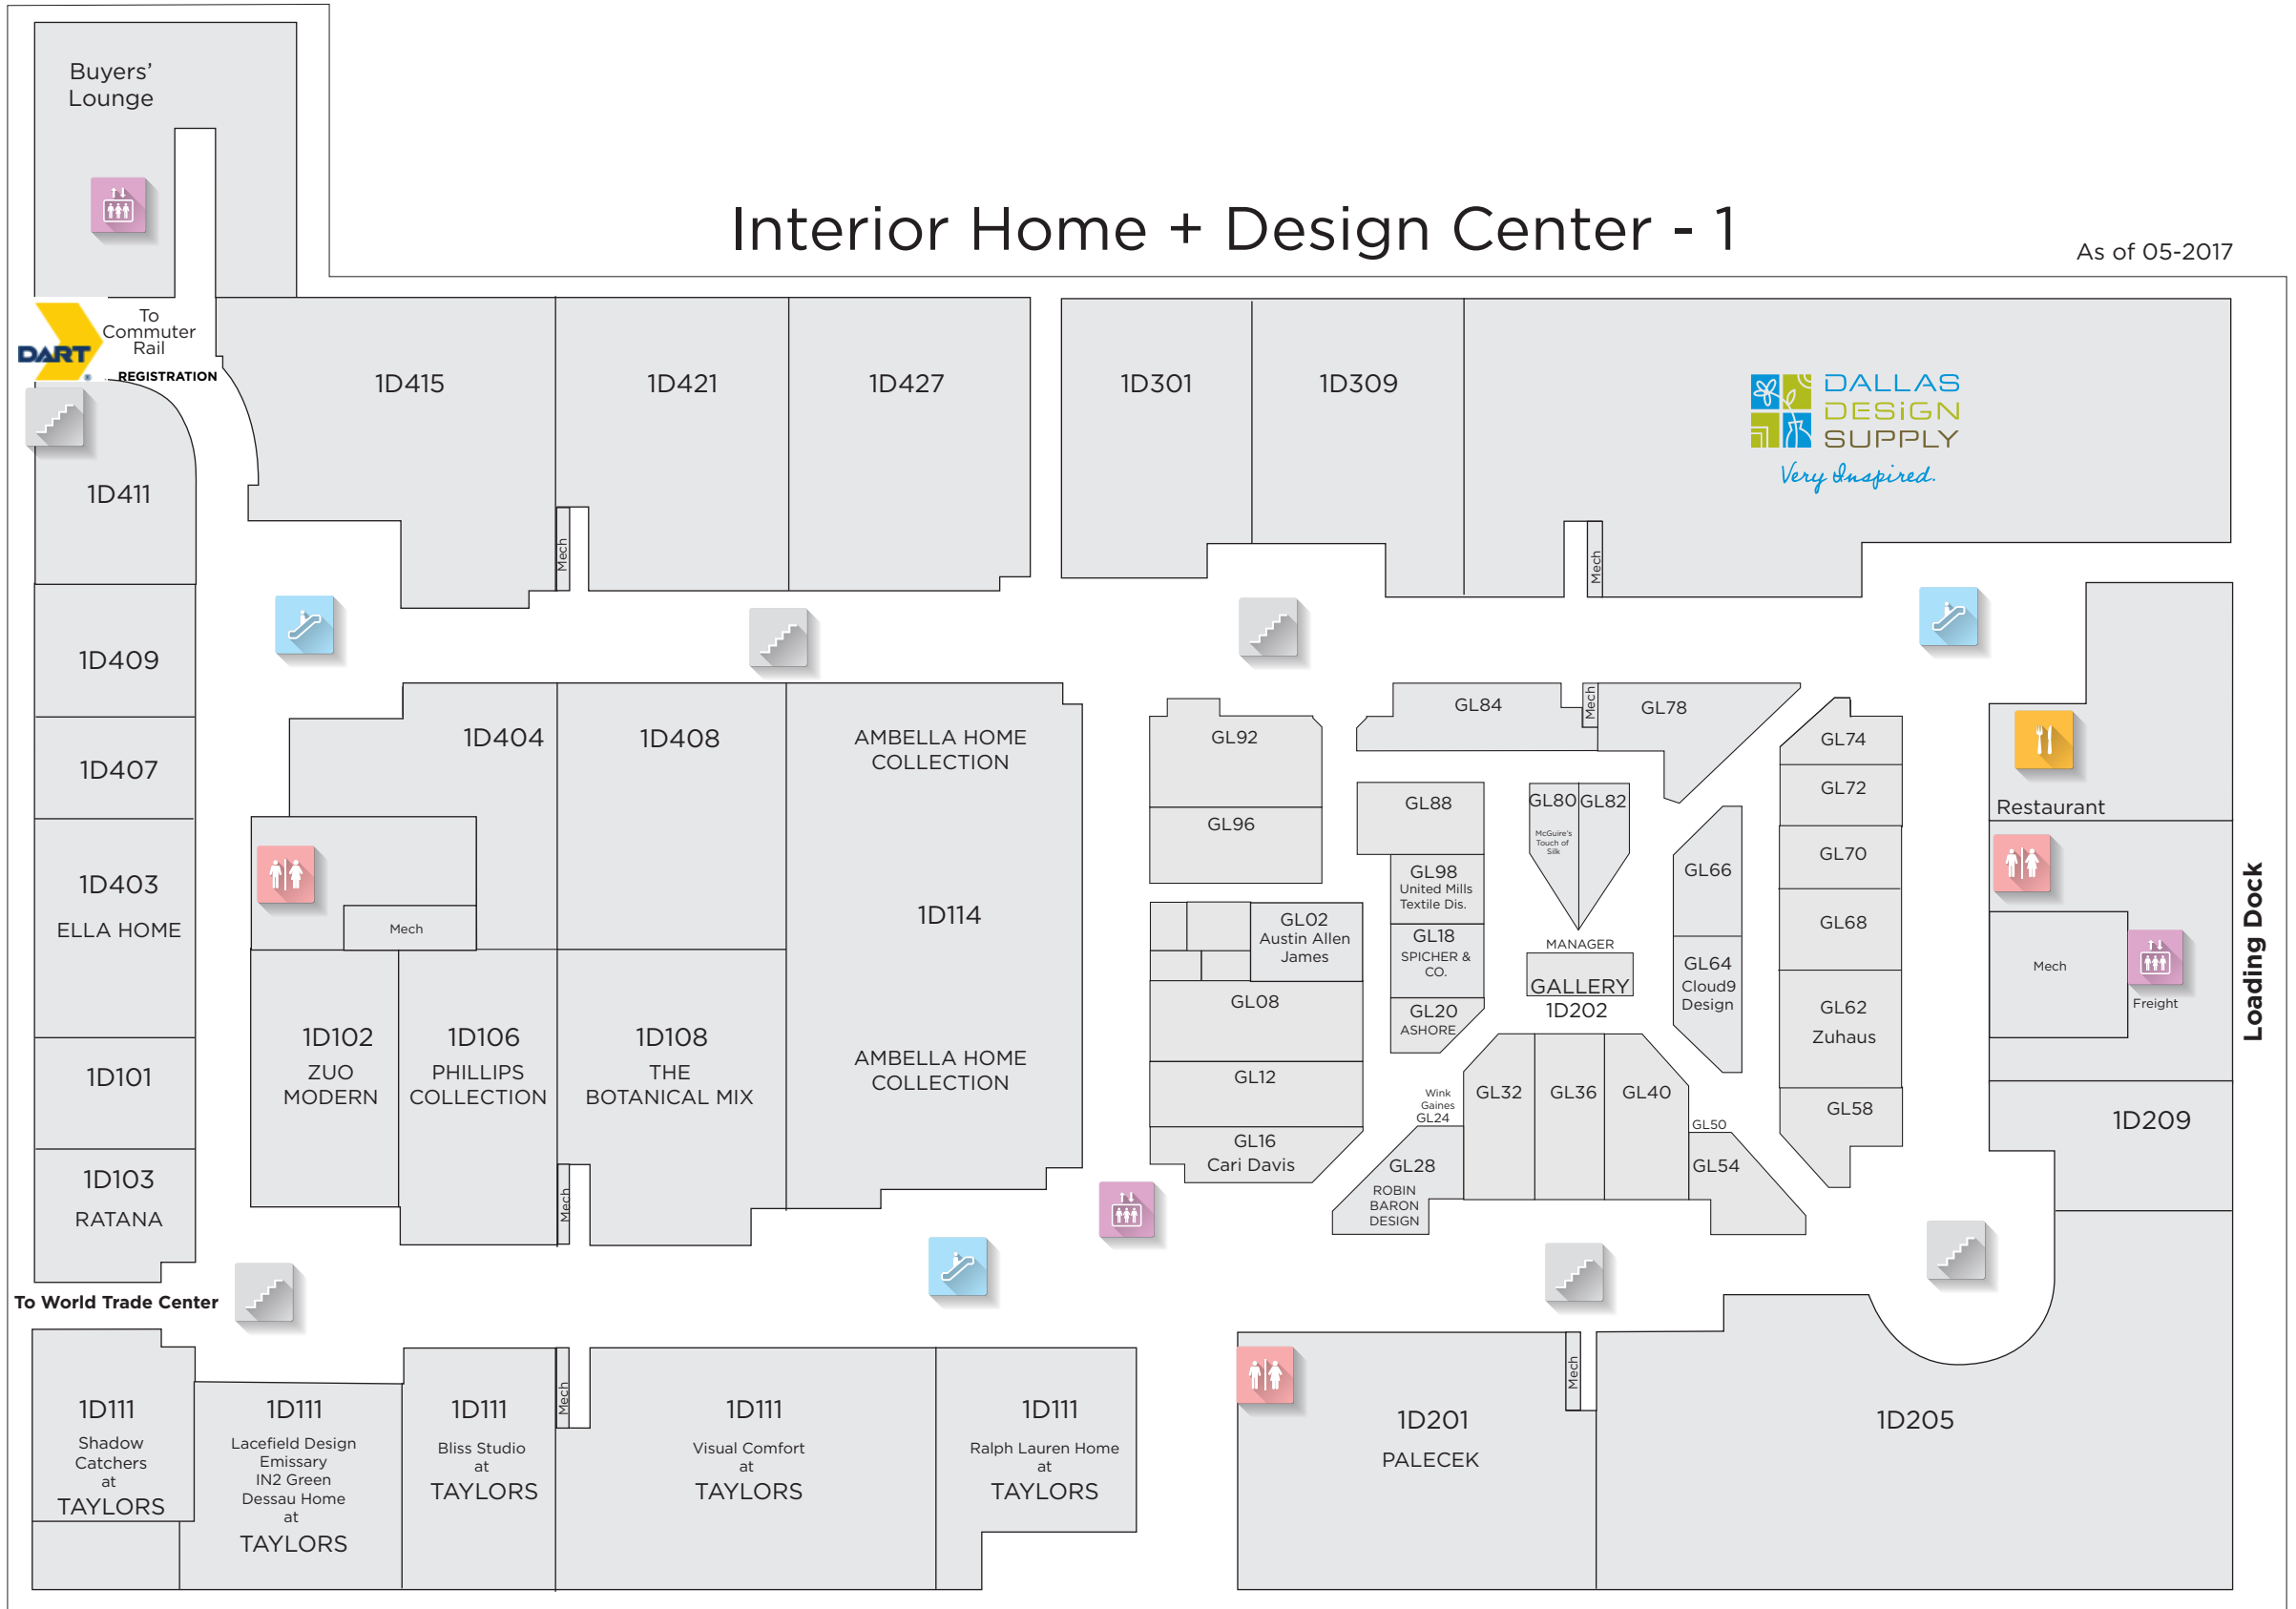 Buyers'
Lounge
Interior Home + Design Center - 1
As of 05-2017
DART
®
To
Commuter
Rail
REGISTRATION
1D415
1D421
1D427
1D301
1D309
DALLAS
DESiGN
SUPPLY
Very Inspired.
1D411
Mech
Mech
1D409
1D407
1D403
ELLA HOME
1D101
1D103
RATANA
1D404
1D408
AMBELLA HOME
COLLECTION
1D114
AMBELLA HOME
COLLECTION
Mech
1D102
ZUO
MODERN
1D106
PHILLIPS
COLLECTION
1D108
THE
BOTANICAL MIX
Mech
GL92
GL96
GL02
Austin Allen
James
GL08
GL12
GL16
Cari Davis
GL84
Mech
GL78
GL88
GL98
United Mills
Textile Dis.
GL18
SPICHER &
CO.
GL20
ASHORE
GL80
McGuire's
Touch of
Silk
GL82
MANAGER
GALLERY
1D202
GL66
GL64
Cloud9
Design
GL74
GL72
GL70
GL68
GL62
Zuhaus
GL58
Wink
Gaines
GL24
GL28
ROBIN
BARON
DESIGN
GL32
GL36
GL40
GL50
GL54
Restaurant
Mech
Freight
Loading Dock
1D209
To World Trade Center
1D111
Shadow
Catchers
at
TAYLORS
1D111
Lacefield Design
Emissary
IN2 Green
Dessau Home
at
TAYLORS
1D111
Bliss Studio
at
TAYLORS
Mech
1D111
Visual Comfort
at
TAYLORS
1D111
Ralph Lauren Home
at
TAYLORS
1D201
PALECEK
Mech
1D205